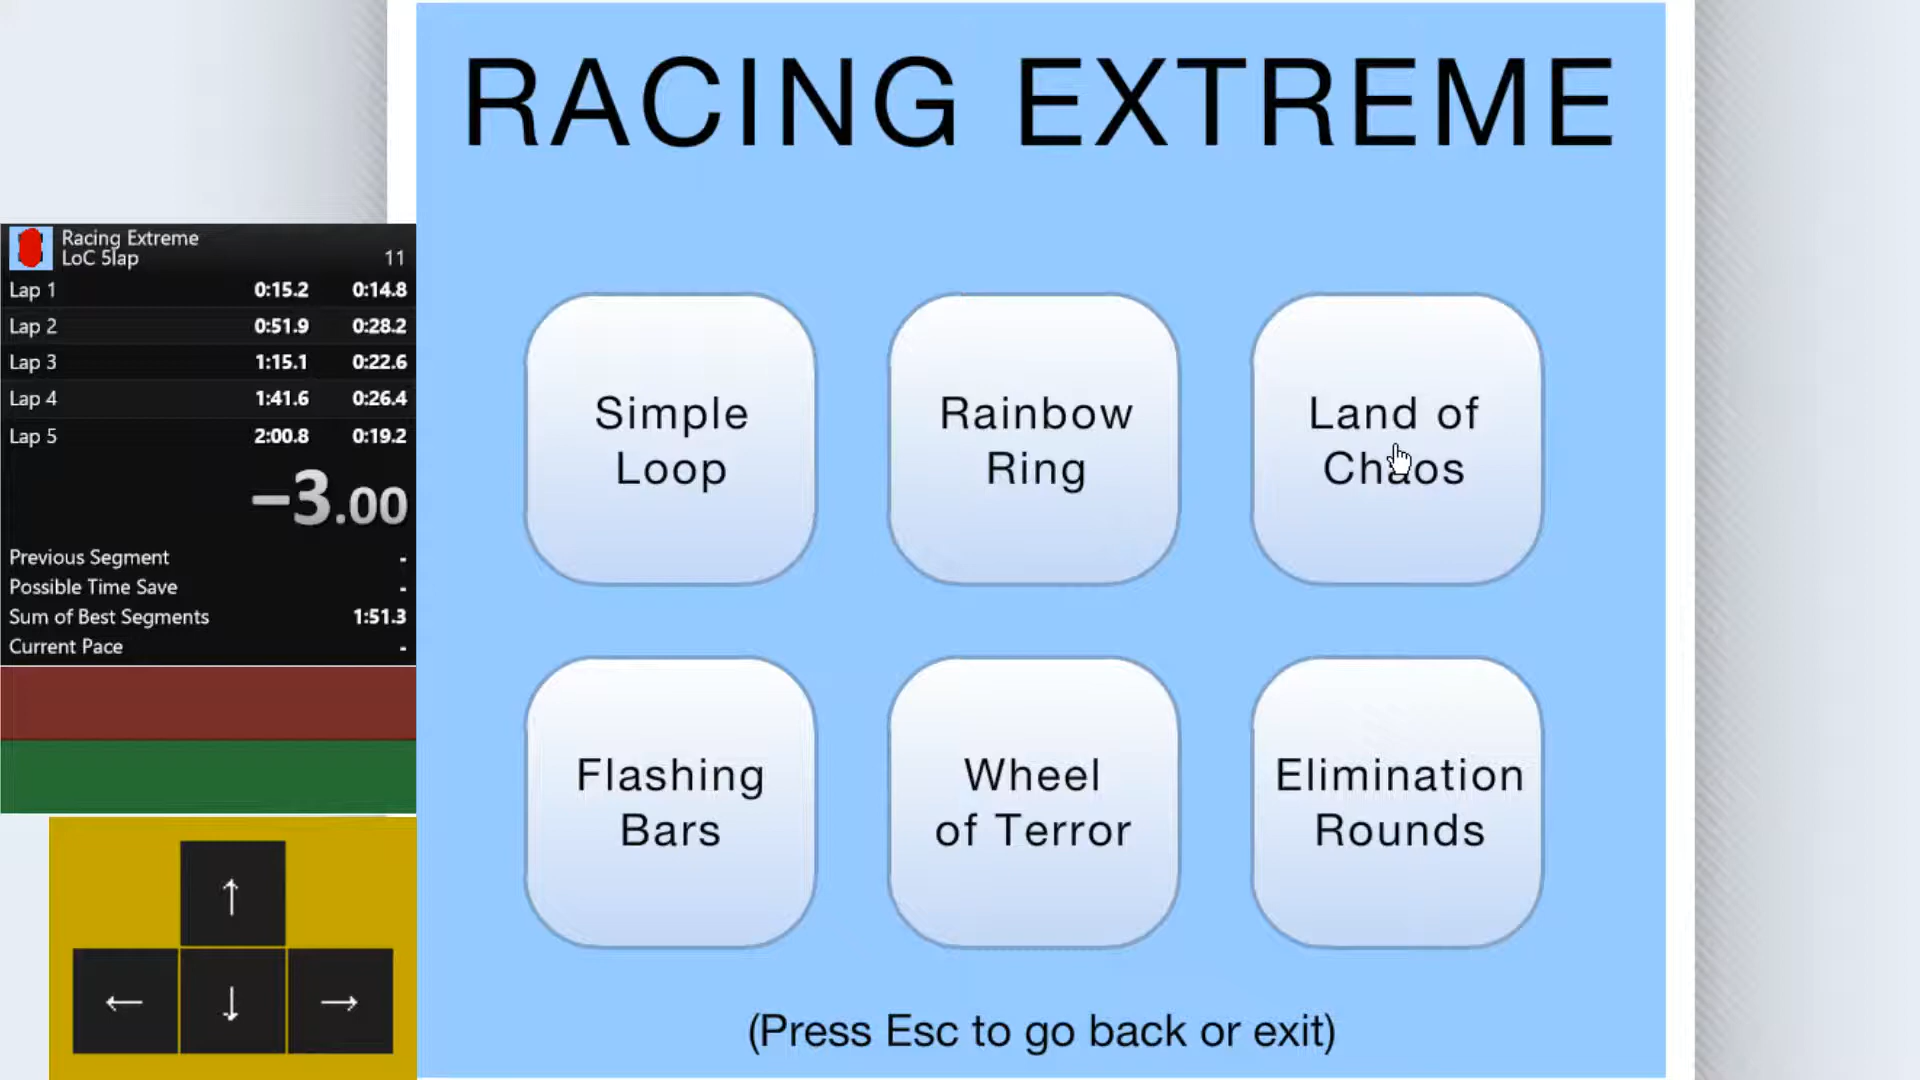 RACING EXTREME
Racing Extreme
LoC 5lap 11
Lap 1 0:15.2 0:14.8
Lap 2 0:51.9 0:28.2
Lap 3 1:15.1 0:22.6
Lap 4 1:41.6 0:26.4
Lap 5 2:00.8 0:19.2
−3.00
Previous Segment -
Possible Time Save -
Sum of Best Segments 1:51.3
Current Pace -
↑
← ↓ →
Simple
Loop
Rainbow
Ring
Land of
Chaos
Flashing
Bars
Wheel
of Terror
Elimination
Rounds
(Press Esc to go back or exit)